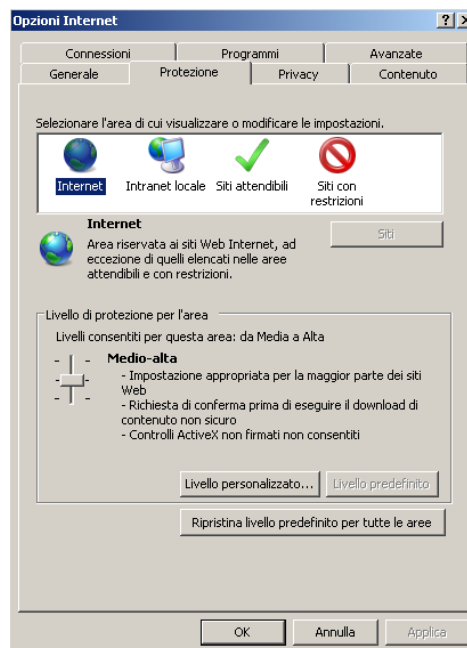 Opzioni Internet
Connessioni Programmi Avanzate
Generale Protezione Privacy Contenuto
Selezionare l'area di cui visualizzare o modificare le impostazioni.
Internet Intranet locale Siti attendibili Siti con
restrizioni
Internet
Siti
Area riservata ai siti Web Internet, ad
eccezione di quelli elencati nelle aree
attendibili e con restrizioni.
Livello di protezione per l'area
Livelli consentiti per questa area: da Media a Alta
Medio-alta
- Impostazione appropriata per la maggior parte dei siti
Web
- Richiesta di conferma prima di eseguire il download di
contenuto non sicuro
- Controlli ActiveX non firmati non consentiti
Livello personalizzato... Livello predefinito
Ripristina livello predefinito per tutte le aree
OK Annulla Applica